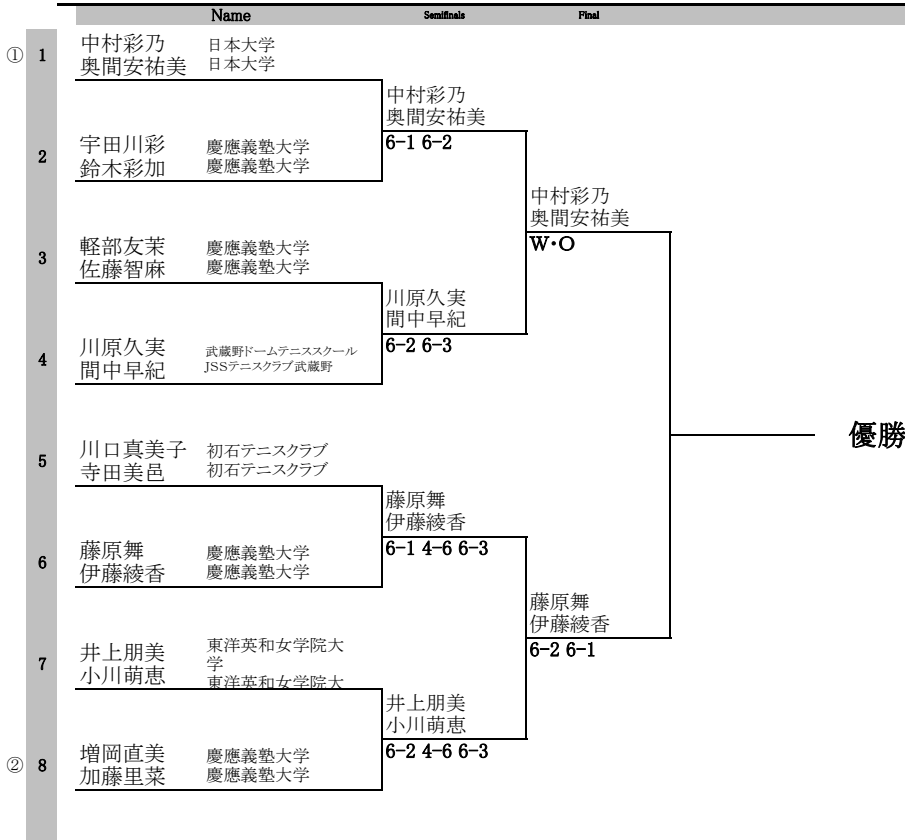 Name Semifinals Final
① 1 中村彩乃 日本大学
奥間安祐美 日本大学
中村彩乃
奥間安祐美
6-1 6-2
2 宇田川彩 慶應義塾大学
鈴木彩加 慶應義塾大学
中村彩乃
奥間安祐美
W・O
3 軽部友茉 慶應義塾大学
佐藤智麻 慶應義塾大学
川原久実
間中早紀
6-2 6-3
4 川原久実 武蔵野ドームテニススクール
間中早紀 JSSテニスクラブ武蔵野
優勝
5 川口真美子 初石テニスクラブ
寺田美邑 初石テニスクラブ
藤原舞
伊藤綾香
6-1 4-6 6-3
6 藤原舞 慶應義塾大学
伊藤綾香 慶應義塾大学
藤原舞
伊藤綾香
6-2 6-1
7 井上朋美 東洋英和女学院大
学
小川萌恵 東洋英和女学院大
井上朋美
小川萌恵
6-2 4-6 6-3
② 8 増岡直美 慶應義塾大学
加藤里菜 慶應義塾大学